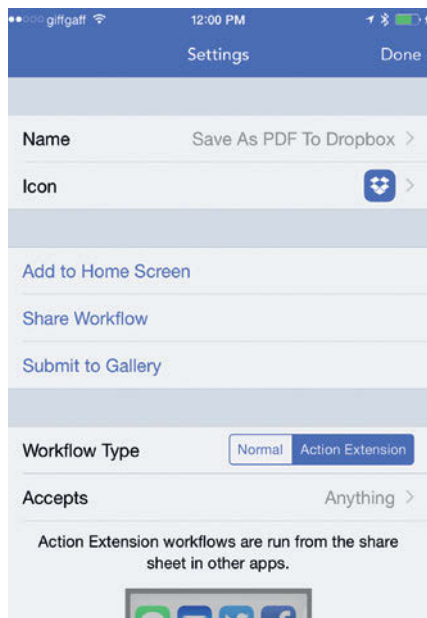 giffgaff 12:00 PM
Settings Done
Name Save As PDF To Dropbox
Icon
Add to Home Screen
Share Workflow
Submit to Gallery
Workflow Type Normal Action Extension
Accepts Anything
Action Extension workflows are run from the share
sheet in other apps.